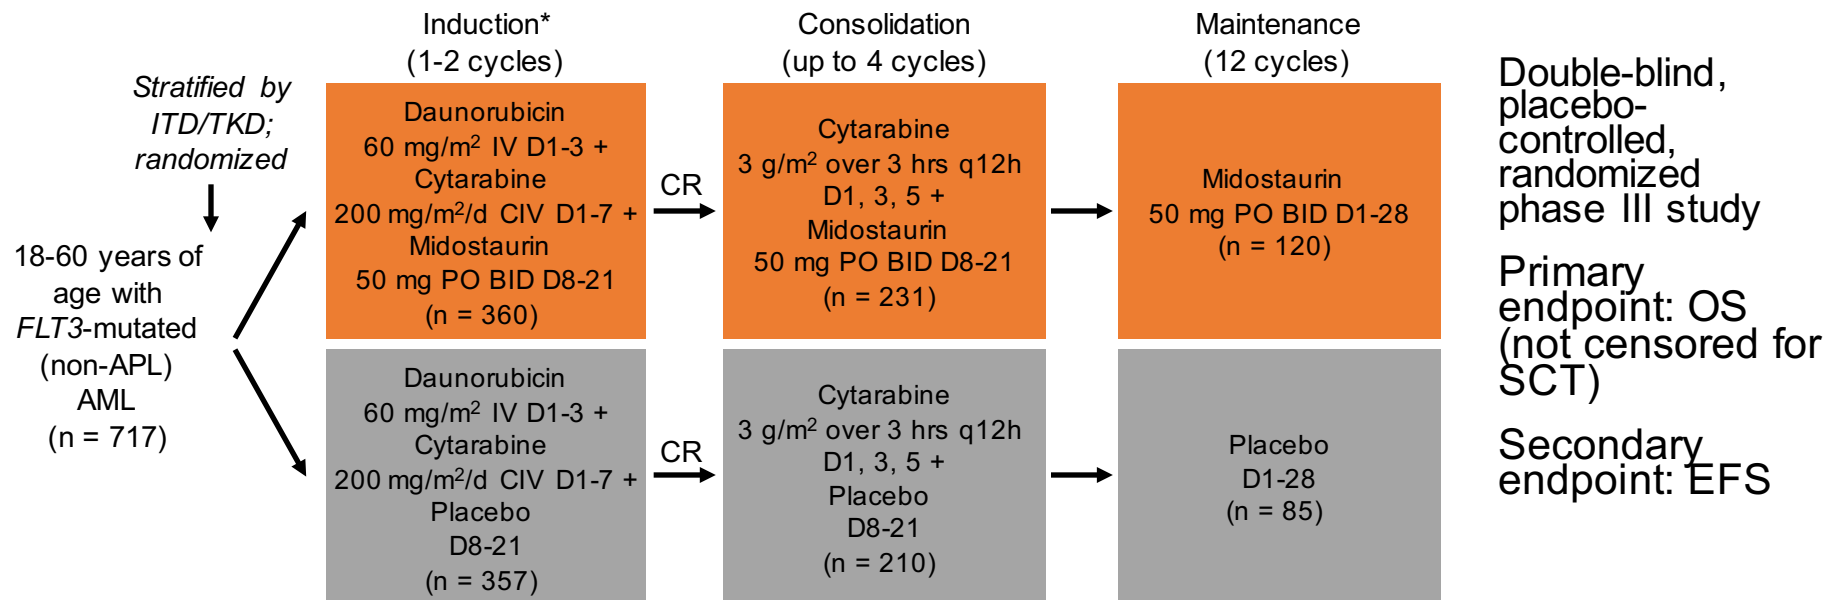 Induction*
(1-2 cycles)
Consolidation
(up to 4 cycles)
Maintenance
(12 cycles)
Stratified by
ITD/TKD;
randomized
18-60 years of
age with
FLT3-mutated
(non-APL)
AML
(n = 717)
Daunorubicin
60 mg/m² IV D1-3 +
Cytarabine
200 mg/m²/d CIV D1-7 +
Midostaurin
50 mg PO BID D8-21
(n = 360)
CR
Cytarabine
3 g/m² over 3 hrs q12h
D1, 3, 5 +
Midostaurin
50 mg PO BID D8-21
(n = 231)
Midostaurin
50 mg PO BID D1-28
(n = 120)
Daunorubicin
60 mg/m² IV D1-3 +
Cytarabine
200 mg/m²/d CIV D1-7 +
Placebo
D8-21
(n = 357)
CR
Cytarabine
3 g/m² over 3 hrs q12h
D1, 3, 5 +
Placebo
D8-21
(n = 210)
Placebo
D1-28
(n = 85)
Double-blind,
placebo-
controlled,
randomized
phase III study
Primary
endpoint: OS
(not censored for
SCT)
Secondary
endpoint: EFS